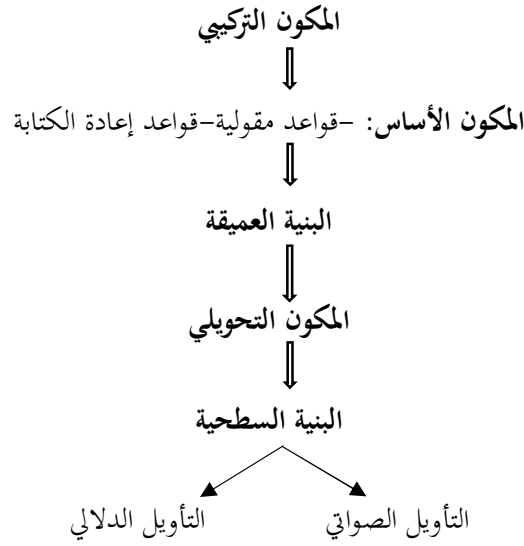 المكون التركيبي
المكون الأساس: -قواعد مقولية-قواعد إعادة الكتابة
البنية العميقة
المكون التحويلي
البنية السطحية
التأويل الصواتي التأويل الدلالي